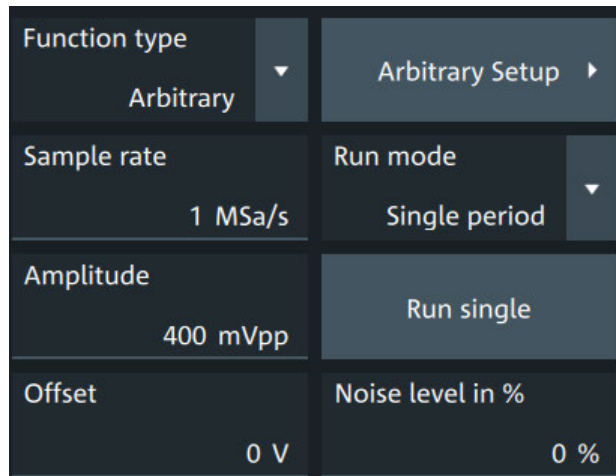 Function type
Arbitrary
Arbitrary Setup
Sample rate
1 MSa/s
Run mode
Single period
Amplitude
400 mVpp
Run single
Offset
0 V
Noise level in %
0 %